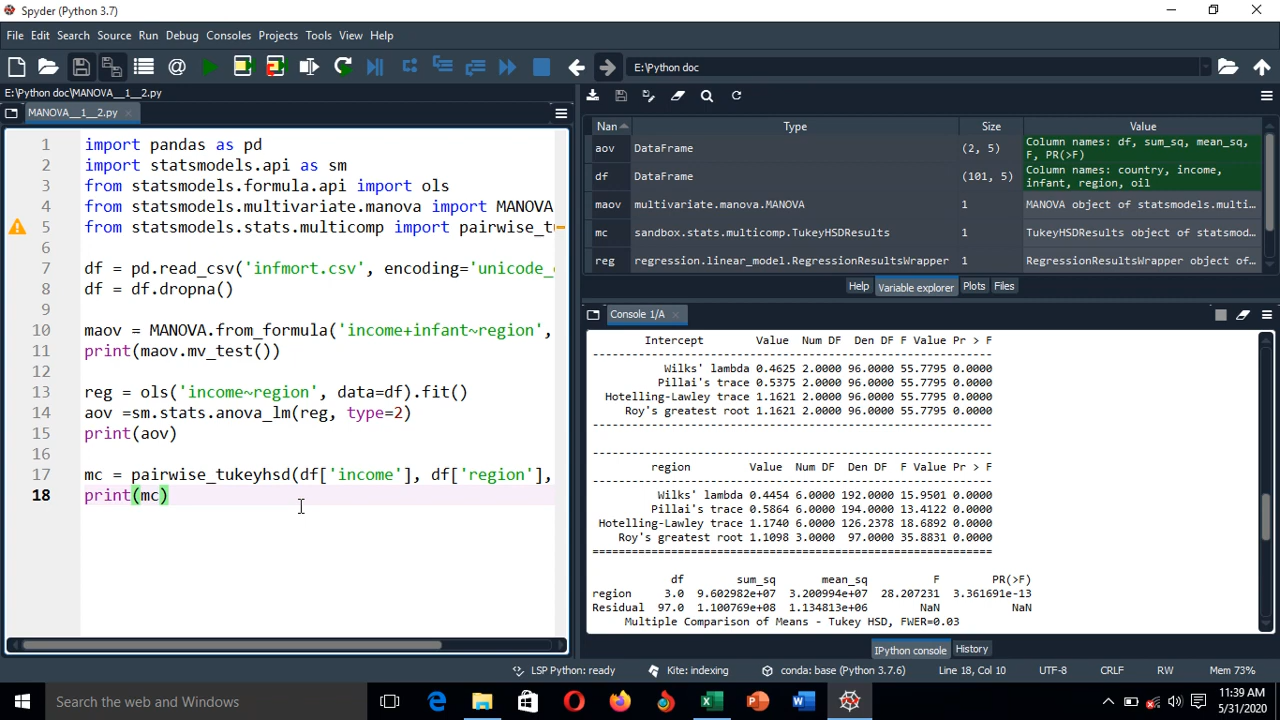 Spyder (Python 3.7)
File Edit Search Source Run Debug Consoles Projects Tools View Help
E:\Python doc
E:\Python doc\MANOVA__1__2.py
MANOVA__1__2.py
1 import pandas as pd
2 import statsmodels.api as sm
3 from statsmodels.formula.api import ols
4 from statsmodels.multivariate.manova import MANOVA
5 from statsmodels.stats.multicomp import pairwise_t
6
7 df = pd.read_csv('infmort.csv', encoding='unicode_
8 df = df.dropna()
9
10 maov = MANOVA.from_formula('income+infant~region',
11 print(maov.mv_test())
12
13 reg = ols('income~region', data=df).fit()
14 aov =sm.stats.anova_lm(reg, type=2)
15 print(aov)
16
17 mc = pairwise_tukeyhsd(df['income'], df['region'],
18 print(mc)
Nan Type Size Value
aov DataFrame (2, 5) Column names: df, sum_sq, mean_sq,
F, PR(>F)
df DataFrame (101, 5) Column names: country, income,
infant, region, oil
maov multivariate.manova.MANOVA 1 MANOVA object of statsmodels.multi…
mc sandbox.stats.multicomp.TukeyHSDResults 1 TukeyHSDResults object of statsmod…
reg regression.linear_model.RegressionResultsWrapper 1 RegressionResultsWrapper object of…
Help Variable explorer Plots Files
Console 1/A
Intercept Value Num DF Den DF F Value Pr > F
Wilks' lambda 0.4625 2.0000 96.0000 55.7795 0.0000
Pillai's trace 0.5375 2.0000 96.0000 55.7795 0.0000
Hotelling-Lawley trace 1.1621 2.0000 96.0000 55.7795 0.0000
Roy's greatest root 1.1621 2.0000 96.0000 55.7795 0.0000
region Value Num DF Den DF F Value Pr > F
Wilks' lambda 0.4454 6.0000 192.0000 15.9501 0.0000
Pillai's trace 0.5864 6.0000 194.0000 13.4122 0.0000
Hotelling-Lawley trace 1.1740 6.0000 126.2378 18.6892 0.0000
Roy's greatest root 1.1098 3.0000 97.0000 35.8831 0.0000
df sum_sq mean_sq F PR(>F)
region 3.0 9.602982e+07 3.200994e+07 28.207231 3.361691e-13
Residual 97.0 1.100769e+08 1.134813e+06 NaN NaN
Multiple Comparison of Means - Tukey HSD, FWER=0.03
IPython console History
LSP Python: ready Kite: indexing conda: base (Python 3.7.6) Line 18, Col 10 UTF-8 CRLF RW Mem 73%
Search the web and Windows
11:39 AM
5/31/2020